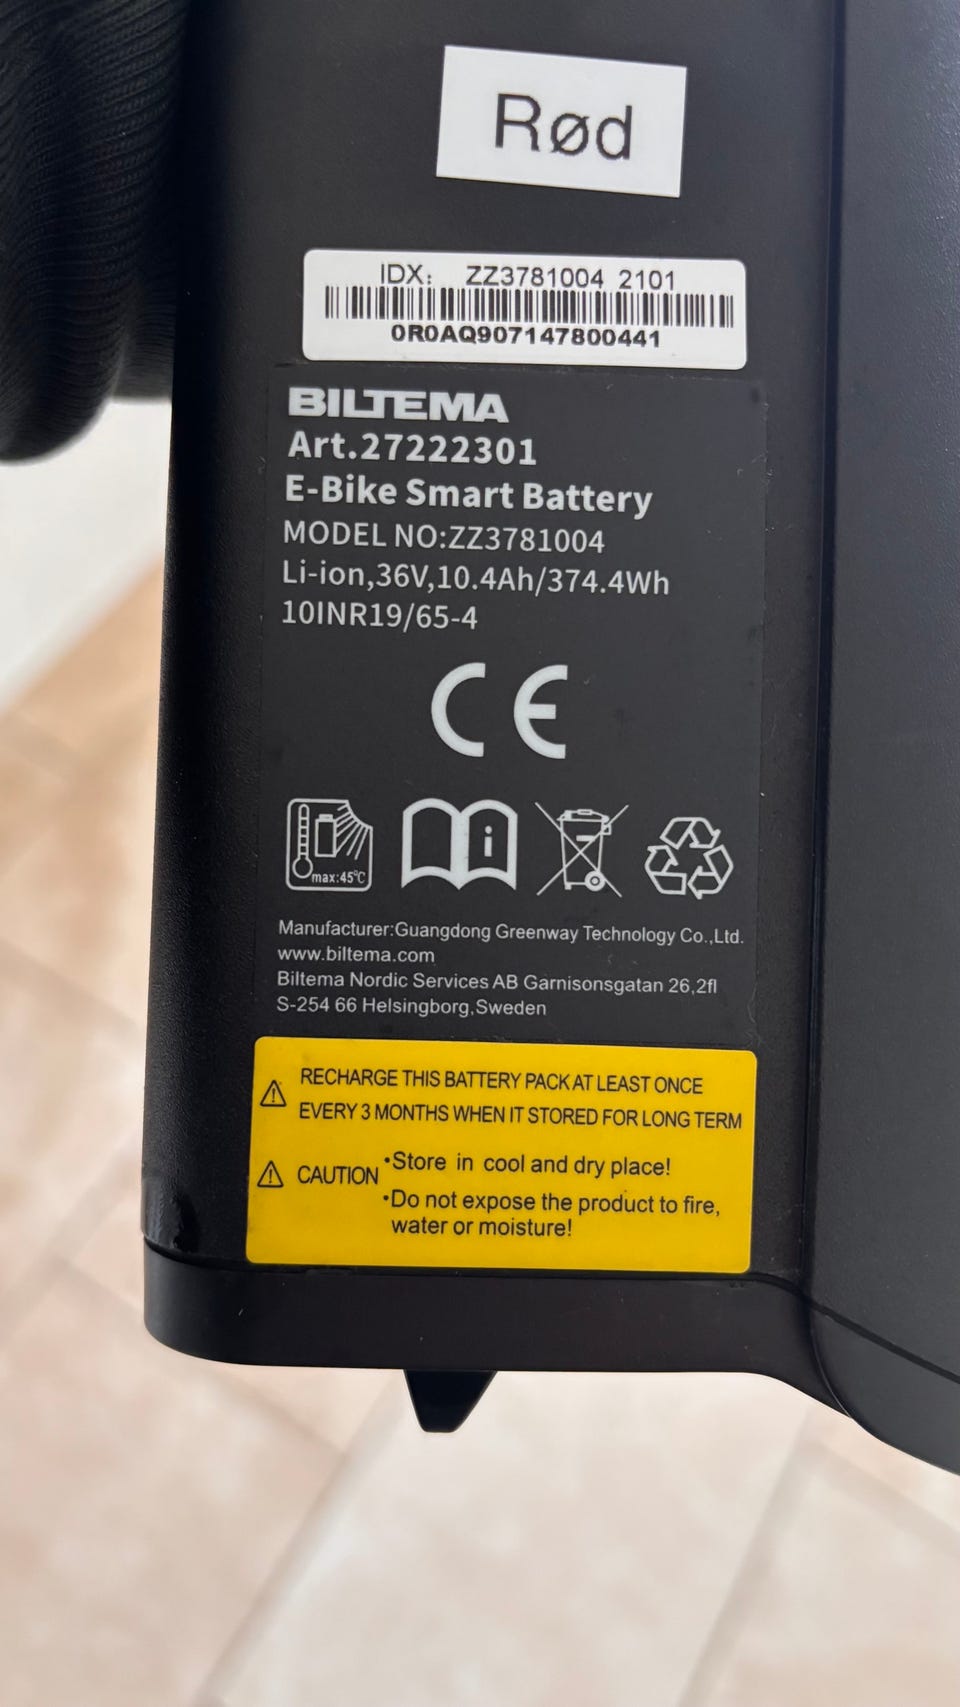 Rød
IDX: ZZ3781004 2101
0R0AQ907147800441
BILTEMA
Art.27222301
E-Bike Smart Battery
MODEL NO:ZZ3781004
Li-ion,36V,10.4Ah/374.4Wh
10INR19/65-4
CE
max:45°C
i
Manufacturer:Guangdong Greenway Technology Co.,Ltd.
www.biltema.com
Biltema Nordic Services AB Garnisonsgatan 26,2fl
S-254 66 Helsingborg,Sweden
RECHARGE THIS BATTERY PACK AT LEAST ONCE
EVERY 3 MONTHS WHEN IT STORED FOR LONG TERM
CAUTION •Store in cool and dry place!
•Do not expose the product to fire,
water or moisture!